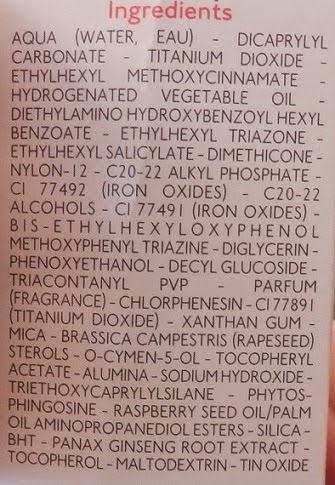 Ingredients
AQUA (WATER, EAU) - DICAPRYLYL
CARBONATE - TITANIUM DIOXIDE -
ETHYLHEXYL METHOXYCINNAMATE -
HYDROGENATED VEGETABLE OIL -
DIETHYLAMINO HYDROXYBENZOYL HEXYL
BENZOATE - ETHYLHEXYL TRIAZONE -
ETHYLHEXYL SALICYLATE - DIMETHICONE -
NYLON-12 - C20-22 ALKYL PHOSPHATE -
CI 77492 (IRON OXIDES) - C20-22
ALCOHOLS - CI 77491 (IRON OXIDES) -
BIS-ETHYLHEXYLOXYPHENOL
METHOXYPHENYL TRIAZINE - DIGLYCERIN -
PHENOXYETHANOL - DECYL GLUCOSIDE -
TRIACONTANYL PVP - PARFUM
(FRAGRANCE) - CHLORPHENESIN - CI 77891
(TITANIUM DIOXIDE) - XANTHAN GUM -
MICA - BRASSICA CAMPESTRIS (RAPESEED)
STEROLS - O-CYMEN-5-OL - TOCOPHERYL
ACETATE - ALUMINA - SODIUM HYDROXIDE -
TRIETHOXYCAPRYLYLSILANE - PHYTOS-
PHINGOSINE - RASPBERRY SEED OIL/PALM
OIL AMINOPROPANEDIOL ESTERS - SILICA -
BHT - PANAX GINSENG ROOT EXTRACT -
TOCOPHEROL - MALTODEXTRIN - TIN OXIDE